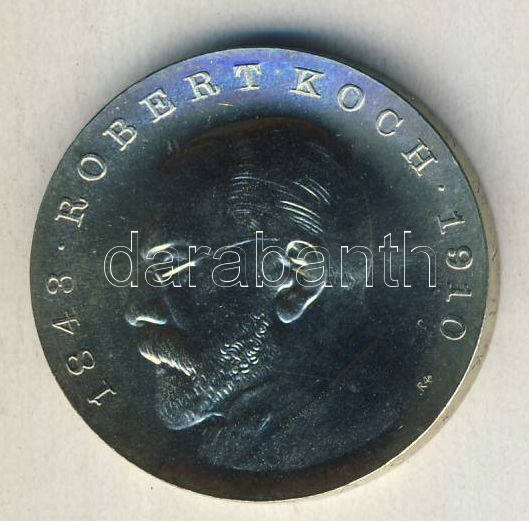 1843 · ROBERT KOCH · 1910
darabanth